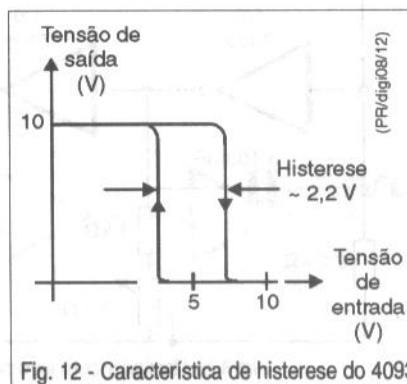 Tensão de
saída
(V)
(PR/digi08/12)
10
Histerese
~ 2,2 V
5
10
Tensão
de
entrada
(V)
Fig. 12 - Característica de histerese do 4093